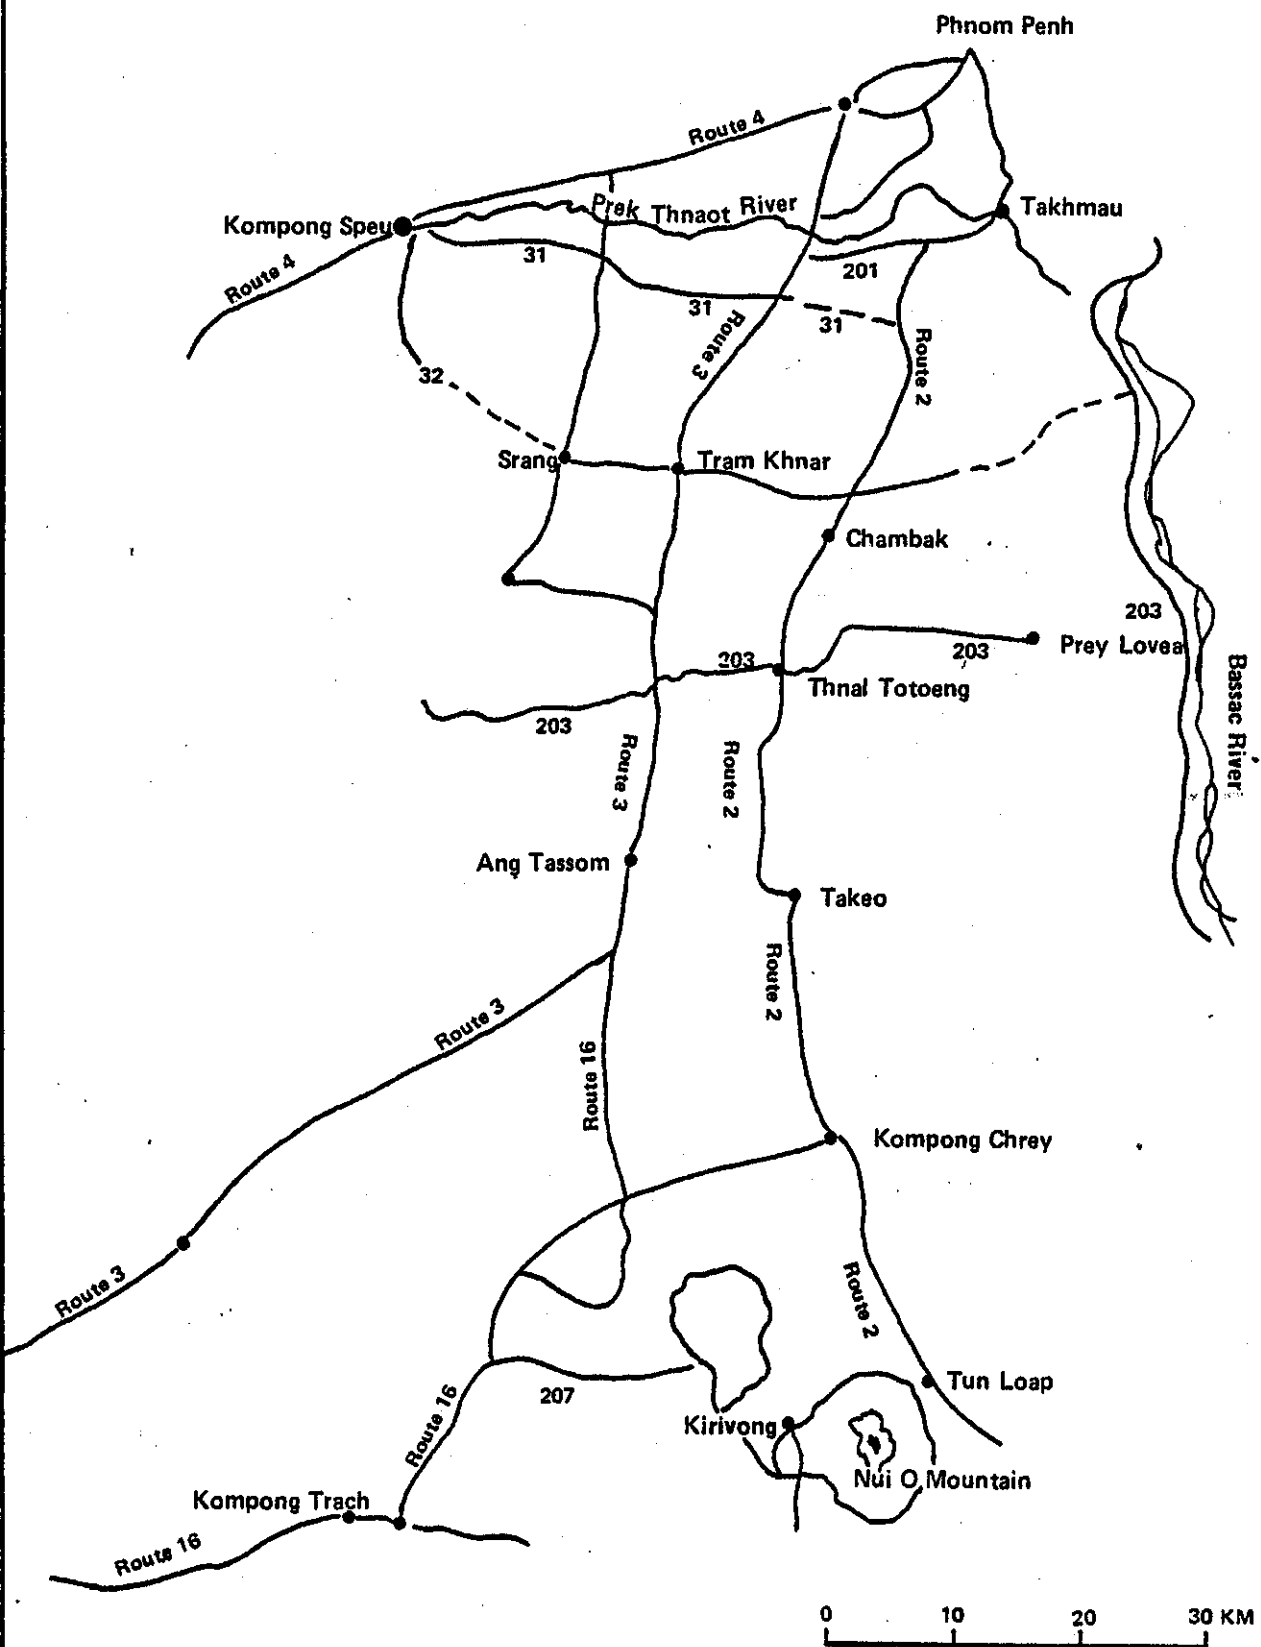 Phnom Penh
Route 4
Prek Thnaot River
Takhmau
Kompong Speu
31
201
Route 4
31
31
Route 3
Route 2
32
Srang
Tram Khnar
Chambak
203
Prey Lovea
203
203
Thnal Totoeng
Bassac River
203
Route 3
Route 2
Ang Tassom
Takeo
Route 2
Route 3
Route 16
Kompong Chrey
Route 3
Route 2
Tun Loap
207
Route 16
Kirivong
Nui O Mountain
Kompong Trach
Route 16
0 10 20 30 KM